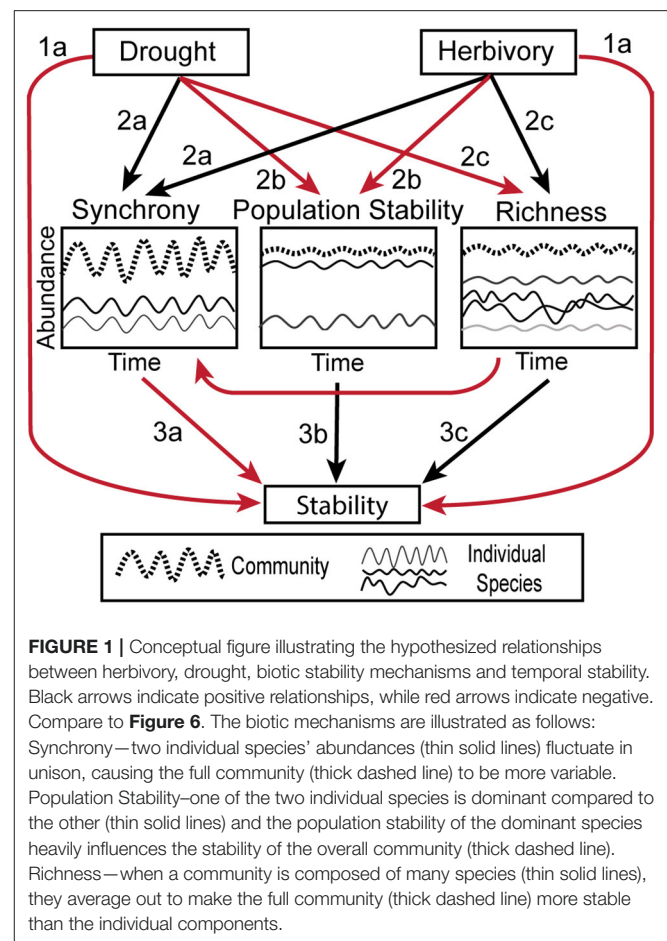 1a
Drought
Herbivory
1a
2a
2a
2b
2b
2c
2c
Synchrony
Population Stability
Richness
Abundance
Time
Time
Time
3a
3b
3c
Stability
Community
Individual
Species
FIGURE 1 | Conceptual figure illustrating the hypothesized relationships
between herbivory, drought, biotic stability mechanisms and temporal stability.
Black arrows indicate positive relationships, while red arrows indicate negative.
Compare to Figure 6. The biotic mechanisms are illustrated as follows:
Synchrony—two individual species' abundances (thin solid lines) fluctuate in
unison, causing the full community (thick dashed line) to be more variable.
Population Stability–one of the two individual species is dominant compared to
the other (thin solid lines) and the population stability of the dominant species
heavily influences the stability of the overall community (thick dashed line).
Richness—when a community is composed of many species (thin solid lines),
they average out to make the full community (thick dashed line) more stable
than the individual components.